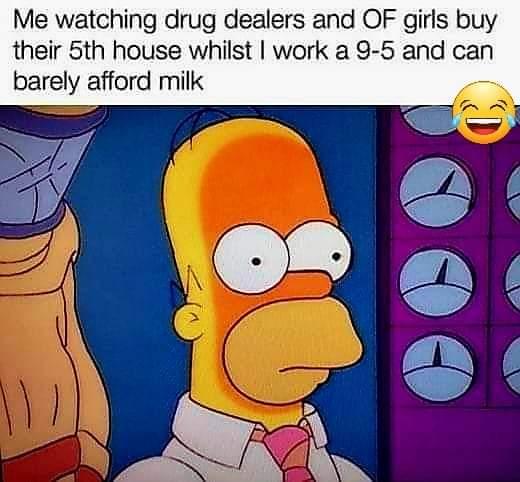 Me watching drug dealers and OF girls buy
their 5th house whilst I work a 9-5 and can
barely afford milk